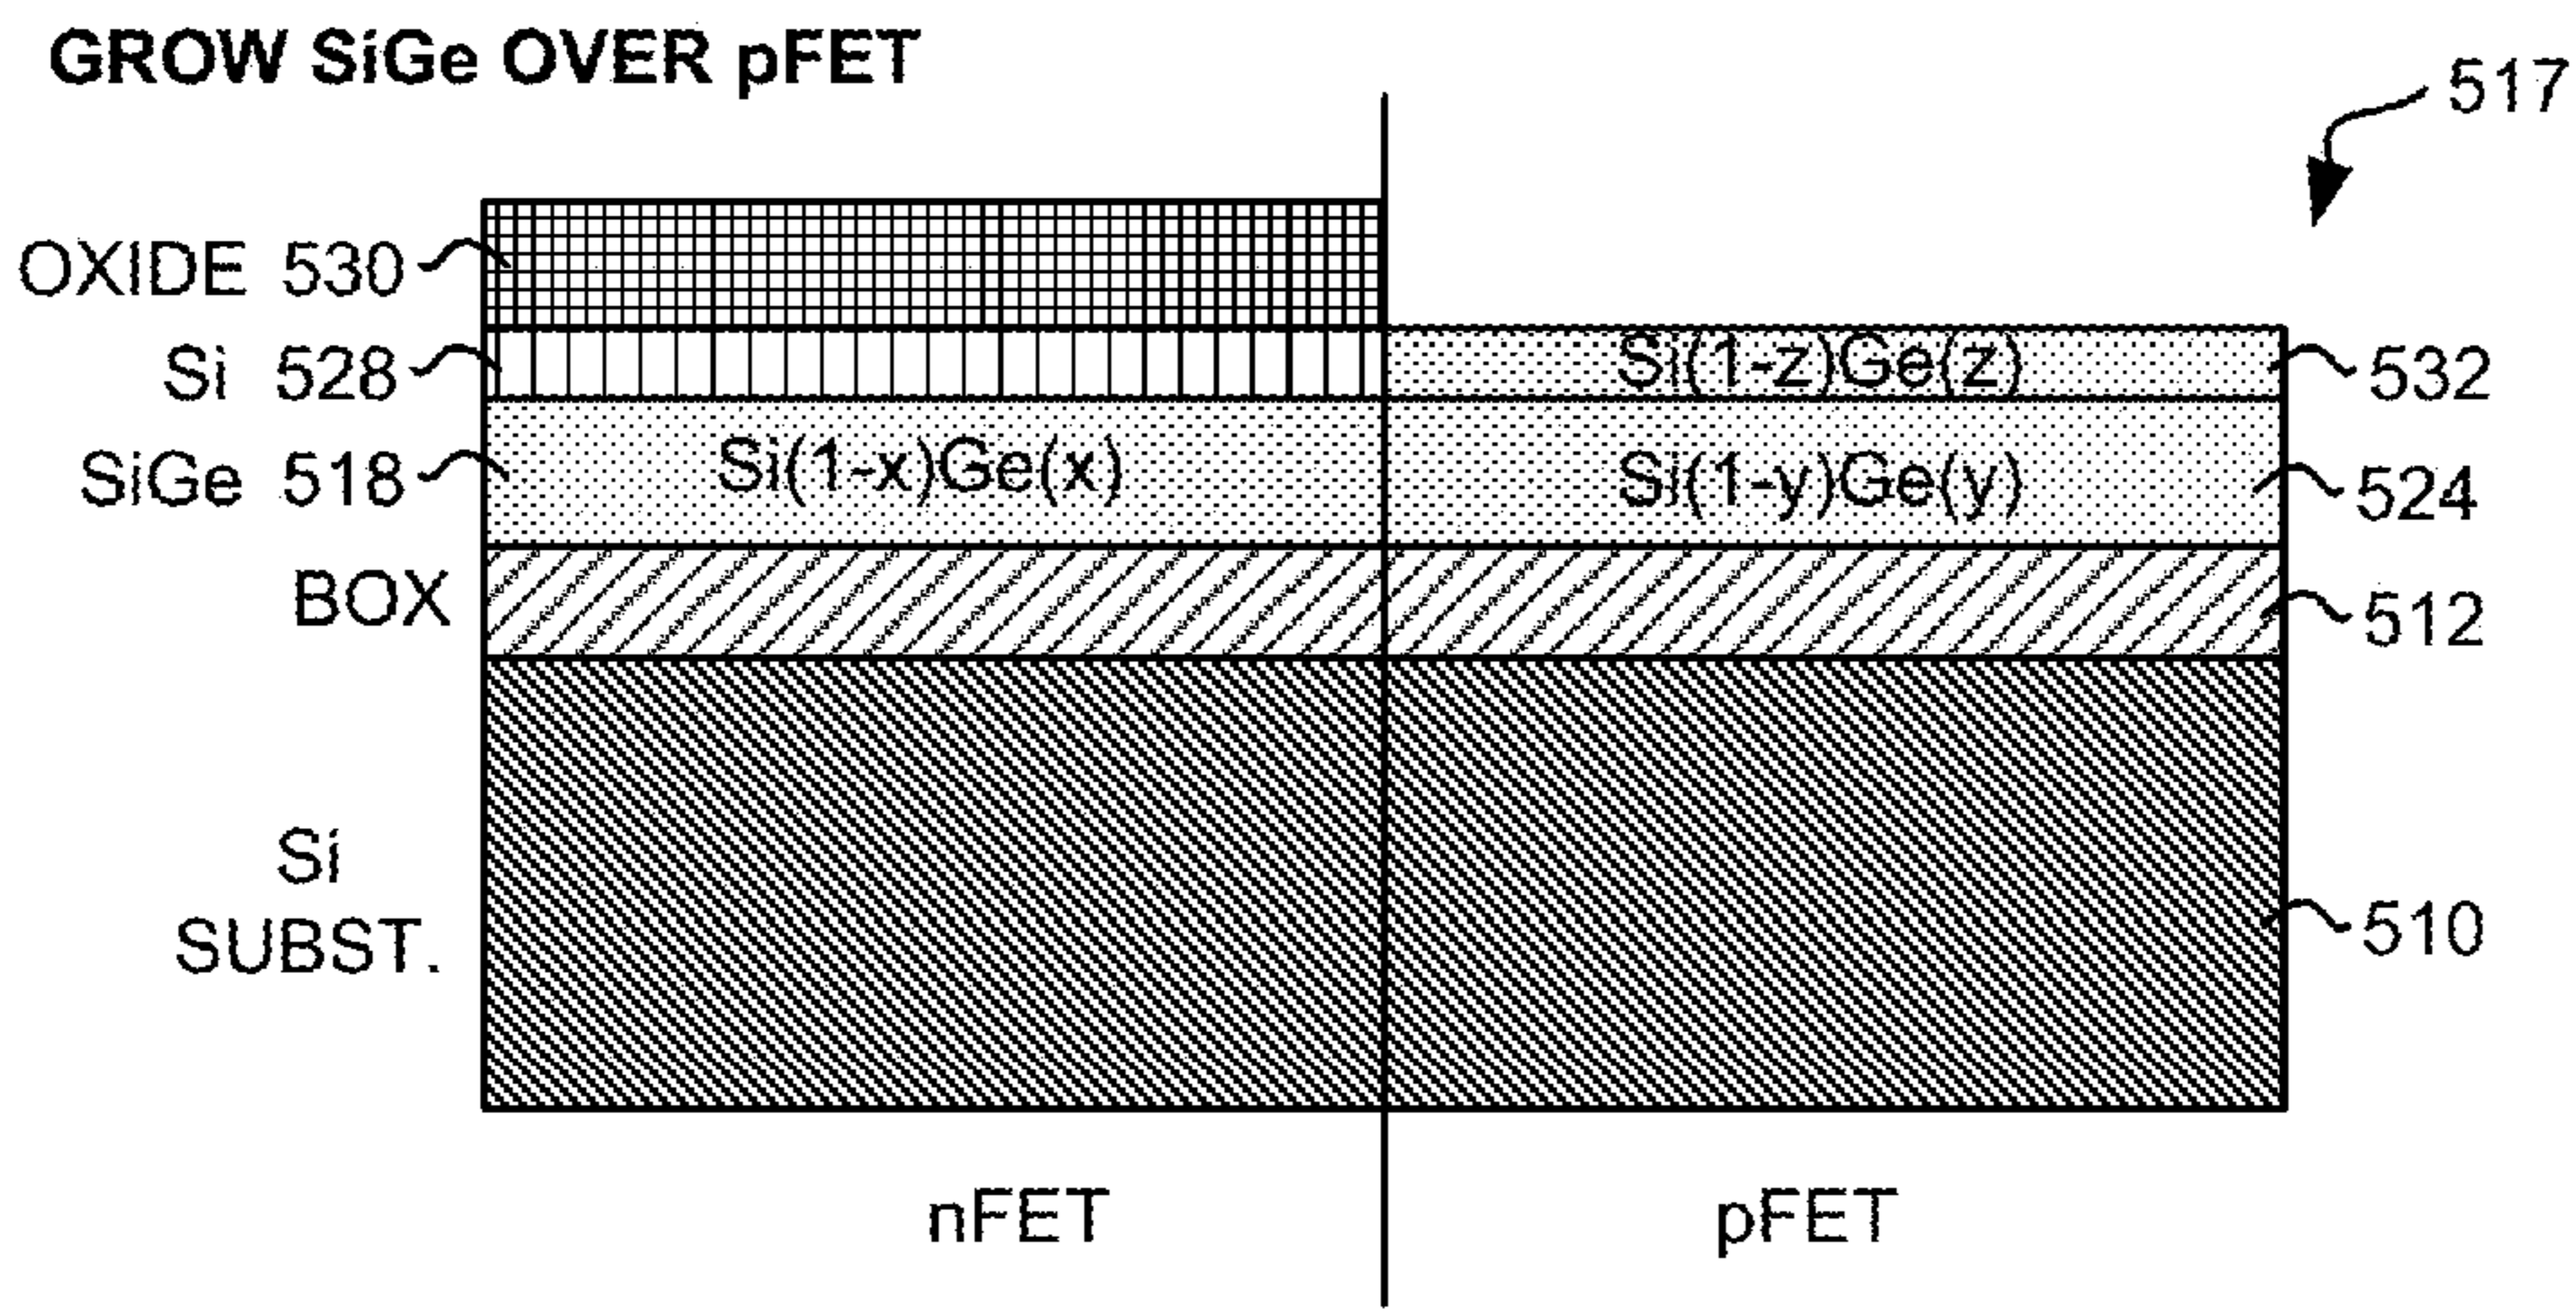 GROW SiGe OVER pFET
517
OXIDE 530
Si 528
Si(1-z)Ge(z)
532
SiGe 518
Si(1-x)Ge(x)
Si(1-y)Ge(y)
524
BOX
512
Si
SUBST.
510
nFET
pFET